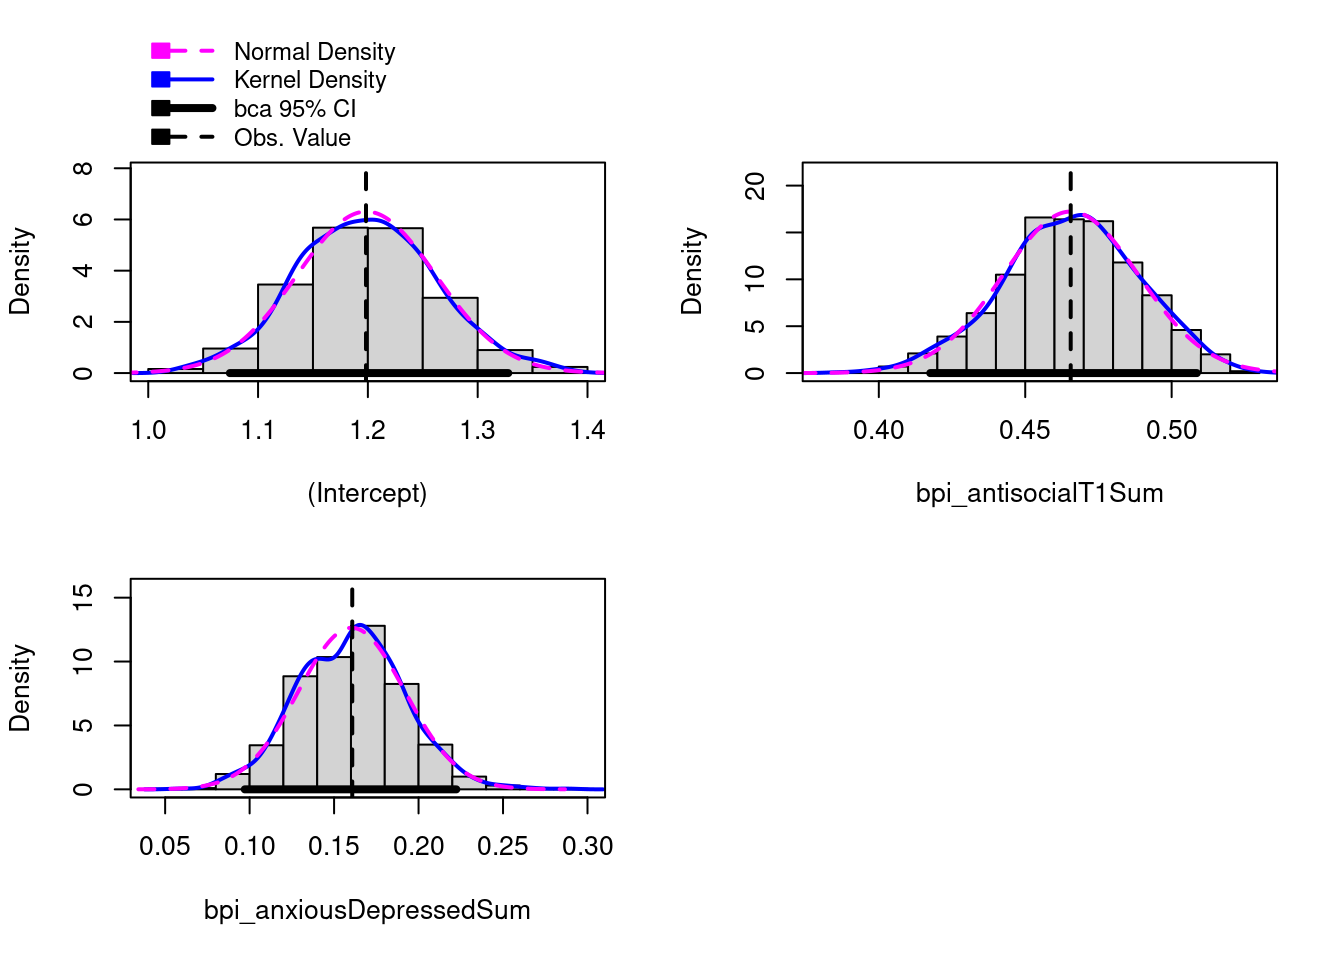 Normal Density
Kernel Density
bca 95% CI
Obs. Value
Density
8
6
4
2
0
1.0 1.1 1.2 1.3 1.4
(Intercept)
Density
20
10
5
0
0.40 0.45 0.50
bpi_antisocialT1Sum
Density
15
10
5
0
0.05 0.10 0.15 0.20 0.25 0.30
bpi_anxiousDepressedSum